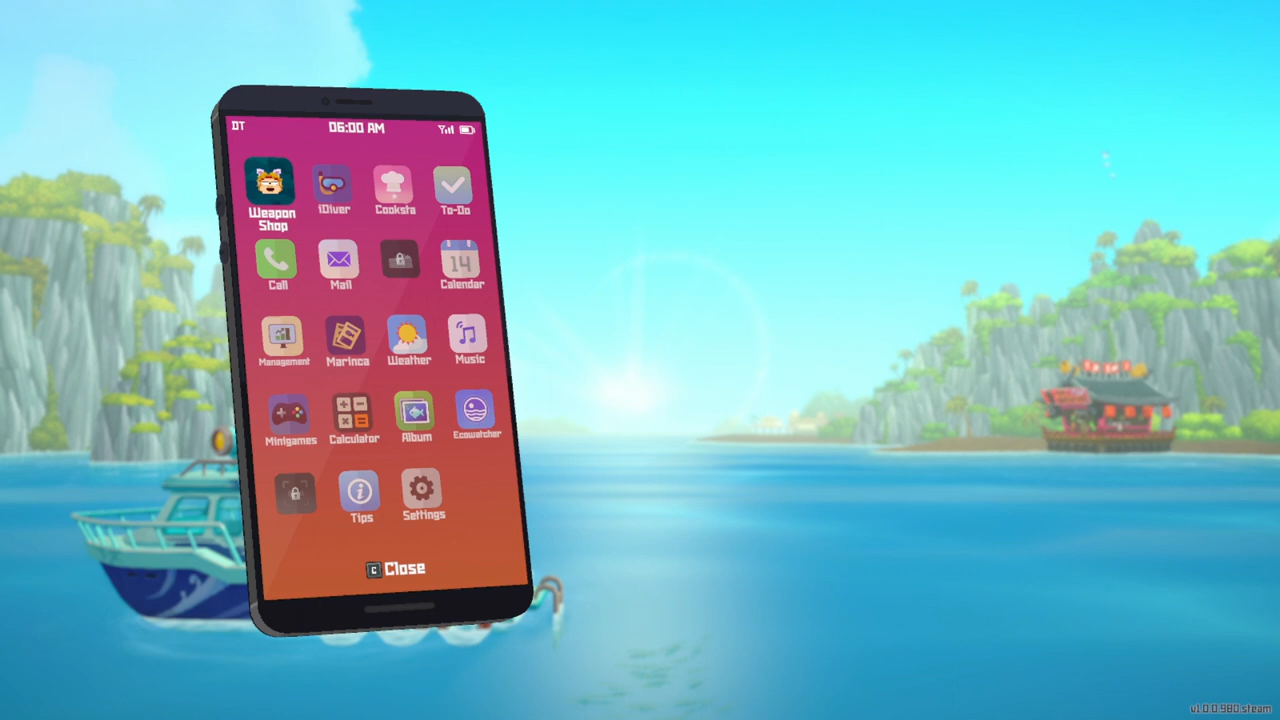 DT
06:00 AM
Weapon
Shop
iDiver
Cooksta
To-Do
Call
Mail
14
Calendar
Management
Marinca
Weather
Music
Minigames
Calculator
Album
Ecowatcher
Tips
Settings
C Close
v1.0.0.980.steam